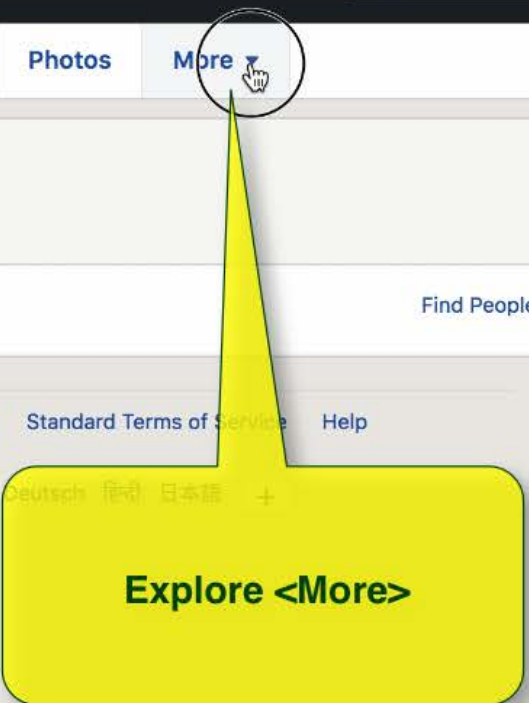 Photos More
Find People
Standard Terms of Service Help
Deutsch हिन्दी 日本語 +
Explore <More>